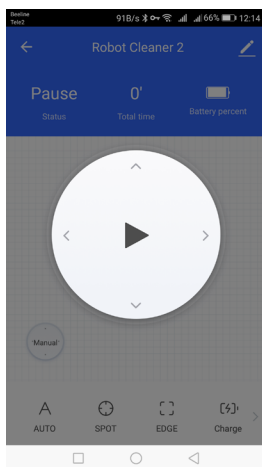 Beeline
Tele2
91B/s 66% 12:14
Robot Cleaner 2
Pause 0'
Status Total time Battery percent
Manual
AUTO SPOT EDGE Charge